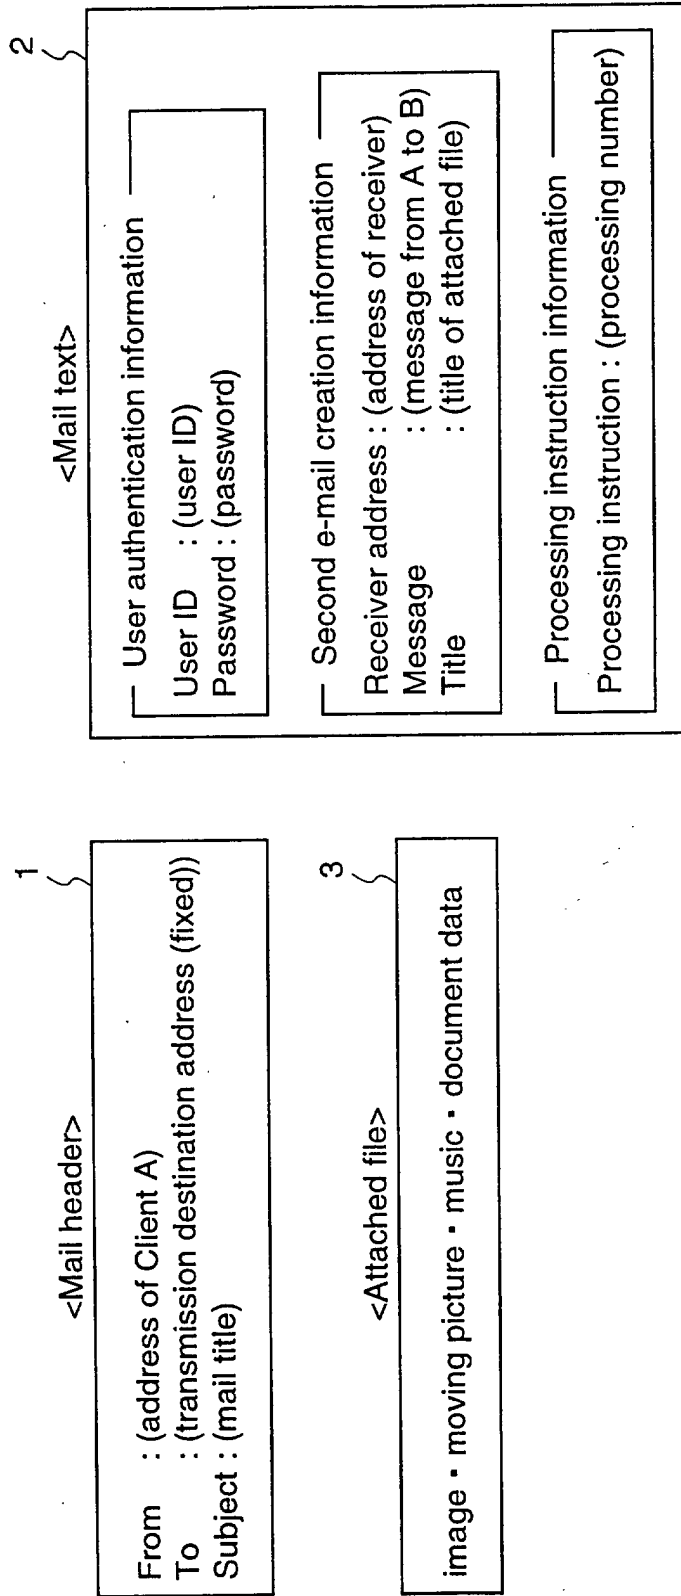 <Mail header>
1
From : (address of Client A)
To : (transmission destination address (fixed))
Subject : (mail title)
<Attached file>
3
image・moving picture・music・document data
<Mail text>
2
User authentication information
User ID : (user ID)
Password : (password)
Second e-mail creation information
Receiver address : (address of receiver)
Message : (message from A to B)
Title : (title of attached file)
Processing instruction information
Processing instruction : (processing number)